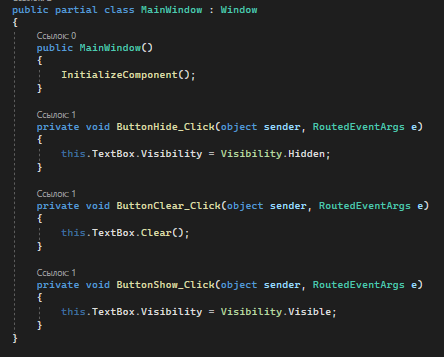 public partial class MainWindow : Window
{
Ссылок: 0
public MainWindow()
{
InitializeComponent();
}
Ссылок: 1
private void ButtonHide_Click(object sender, RoutedEventArgs e)
{
this.TextBox.Visibility = Visibility.Hidden;
}
Ссылок: 1
private void ButtonClear_Click(object sender, RoutedEventArgs e)
{
this.TextBox.Clear();
}
Ссылок: 1
private void ButtonShow_Click(object sender, RoutedEventArgs e)
{
this.TextBox.Visibility = Visibility.Visible;
}
}